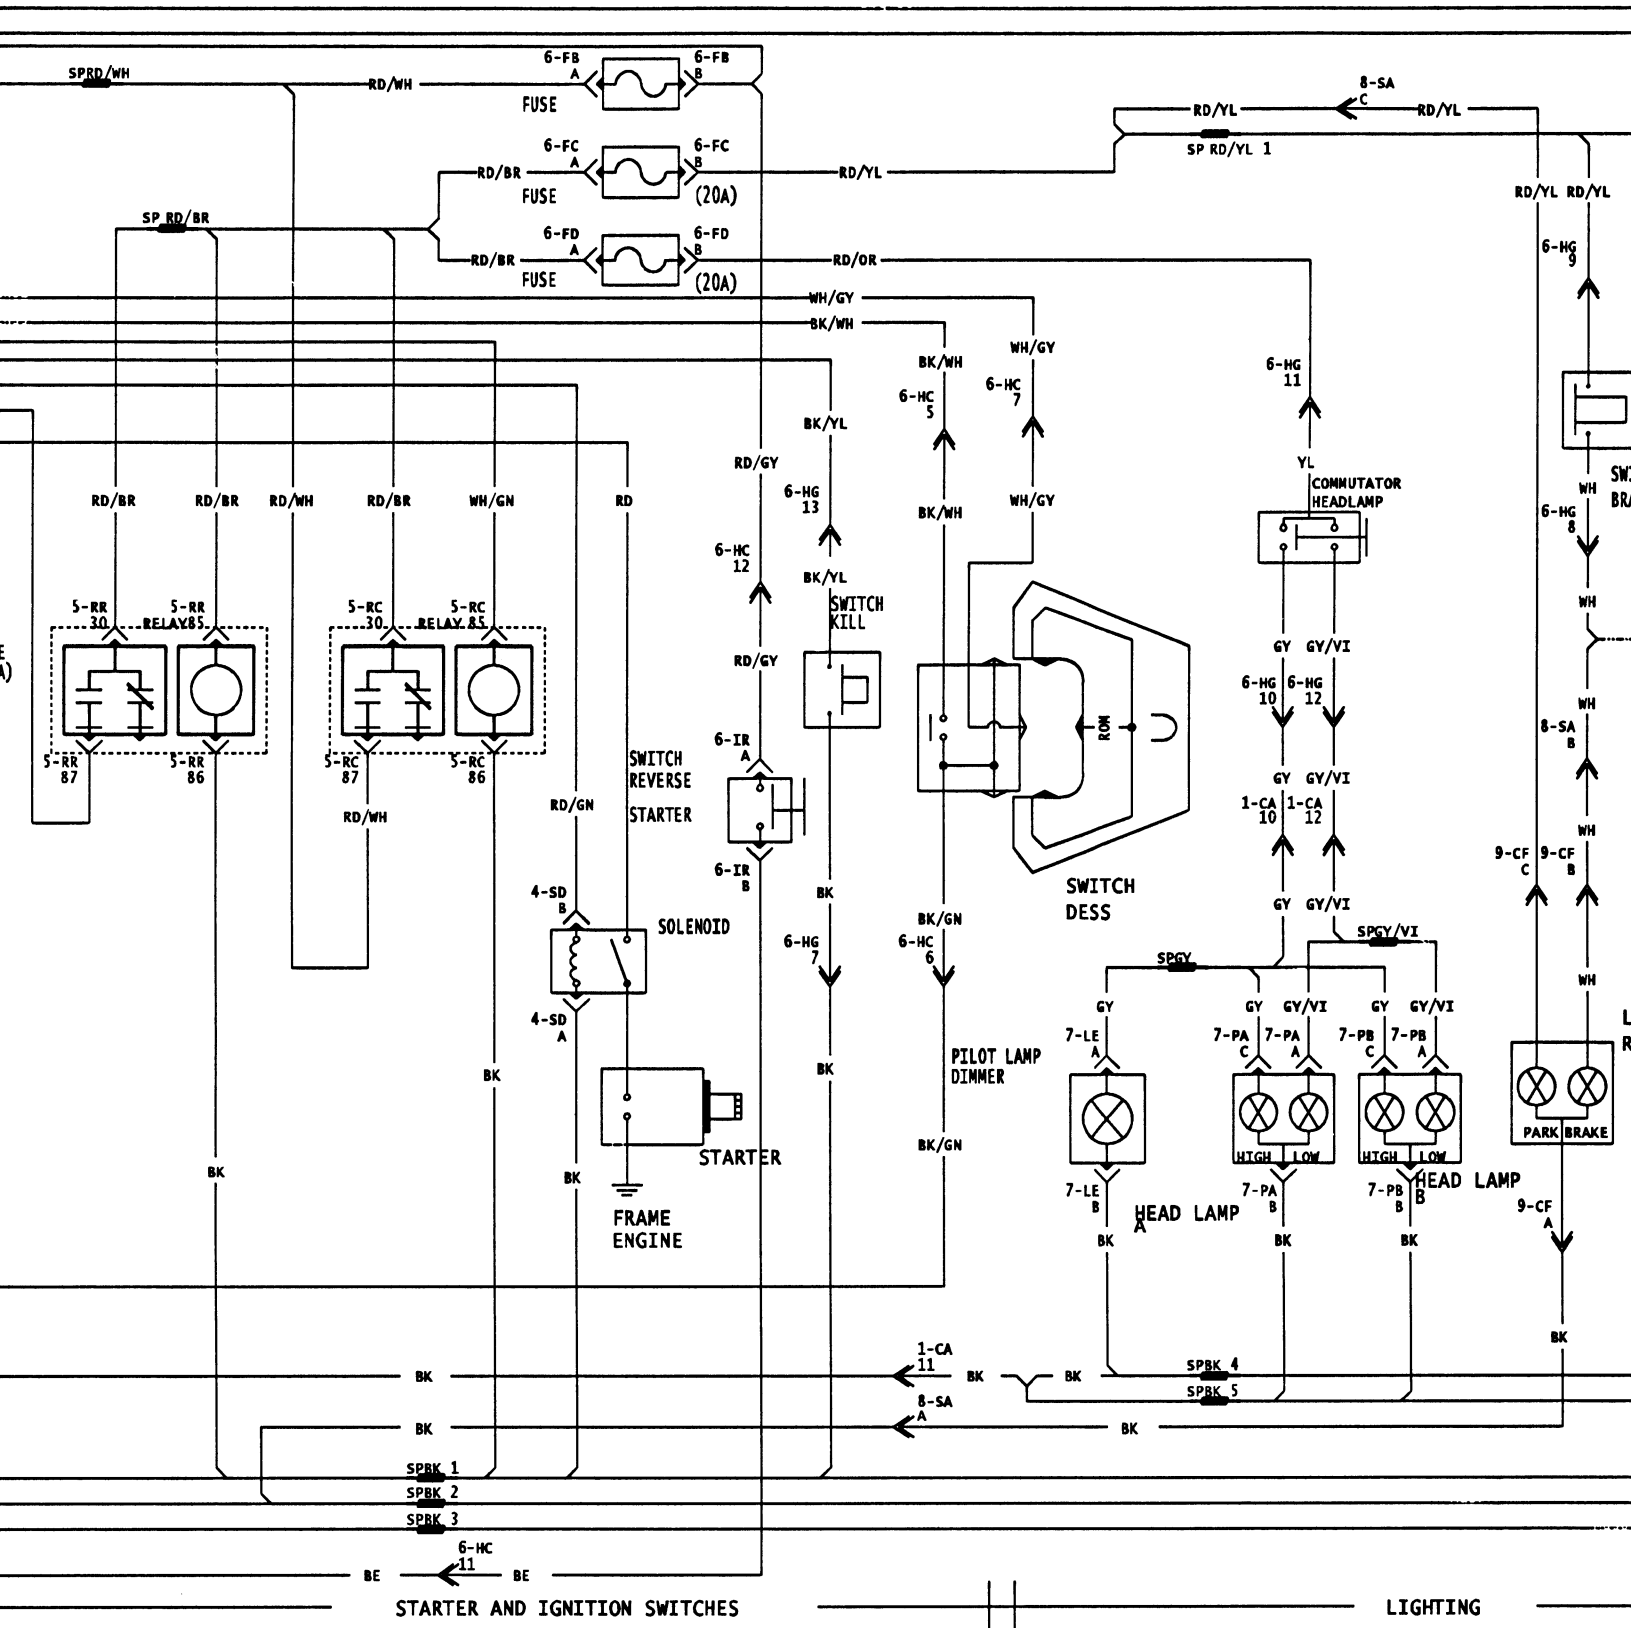 6-FB 6-FB
A B
SPRD/WH RD/WH
FUSE
8-SA
C
RD/YL RD/YL
SP RD/YL 1
6-FC 6-FC
A B
RD/BR RD/YL
FUSE (20A)
RD/YL RD/YL
SP RD/BR
6-FD 6-FD
A B
RD/BR RD/OR
FUSE (20A)
6-HG
9
WH/GY
BK/WH
BK/WH WH/GY
6-HC
5
6-HC
7
6-HG
11
BK/YL
RD/GY
YL
COMMUTATOR
HEADLAMP
RD/BR RD/BR RD/WH RD/BR WH/GN RD
6-HG
13
BK/WH WH/GY
WH
6-HG
8
6-HC
12
BK/YL
SWITCH
KILL
WH
5-RR
30
RELAY
5-RR
85
5-RC
30
RELAY
5-RC
85
RD/GY
GY GY/VI
6-HG
10
6-HG
12
WH
8-SA
B
ROM
5-RR
87
5-RR
86
5-RC
87
5-RC
86
SWITCH
REVERSE
STARTER
6-IR
A
GY GY/VI
1-CA
10
1-CA
12
RD/WH
RD/GN
WH
9-CF
C
9-CF
B
6-IR
B
SWITCH
DESS
4-SD
B
SOLENOID
BK
BK/GN
GY GY/VI
6-HG
7
6-HC
6
SPGY
SPGY/VI
WH
4-SD
A
GY GY GY/VI GY GY/VI
7-LE
A
7-PA
C
7-PA
A
7-PB
C
7-PB
A
BK
BK
PILOT LAMP
DIMMER
PARK BRAKE
STARTER
BK/GN
HIGH LOW
HIGH LOW
BK
BK
7-LE
B
7-PA
B
7-PB
B
HEAD LAMP
A
HEAD LAMP
B
9-CF
A
FRAME
ENGINE
BK BK BK
BK
1-CA
11
BK BK BK
SPBK 4
8-SA
A
SPBK 5
BK BK
SPBK 1
SPBK 2
SPBK 3
6-HC
11
BE BE
STARTER AND IGNITION SWITCHES
LIGHTING